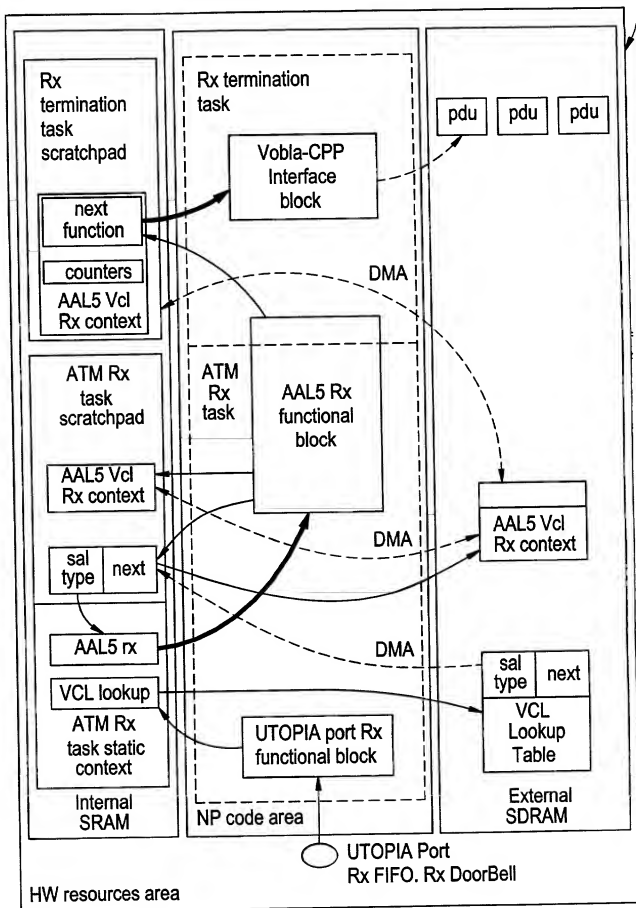 Rx
termination
task
scratchpad
next
function
counters
AAL5 Vcl
Rx context
ATM Rx
task
scratchpad
AAL5 Vcl
Rx context
sal
type
next
AAL5 rx
VCL lookup
ATM Rx
task static
context
Internal
SRAM
Rx termination
task
Vobla-CPP
Interface
block
DMA
ATM
Rx
task
AAL5 Rx
functional
block
DMA
DMA
UTOPIA port Rx
functional block
NP code area
pdu
pdu
pdu
AAL5 Vcl
Rx context
sal
type
next
VCL
Lookup
Table
External
SDRAM
UTOPIA Port
Rx FIFO. Rx DoorBell
HW resources area